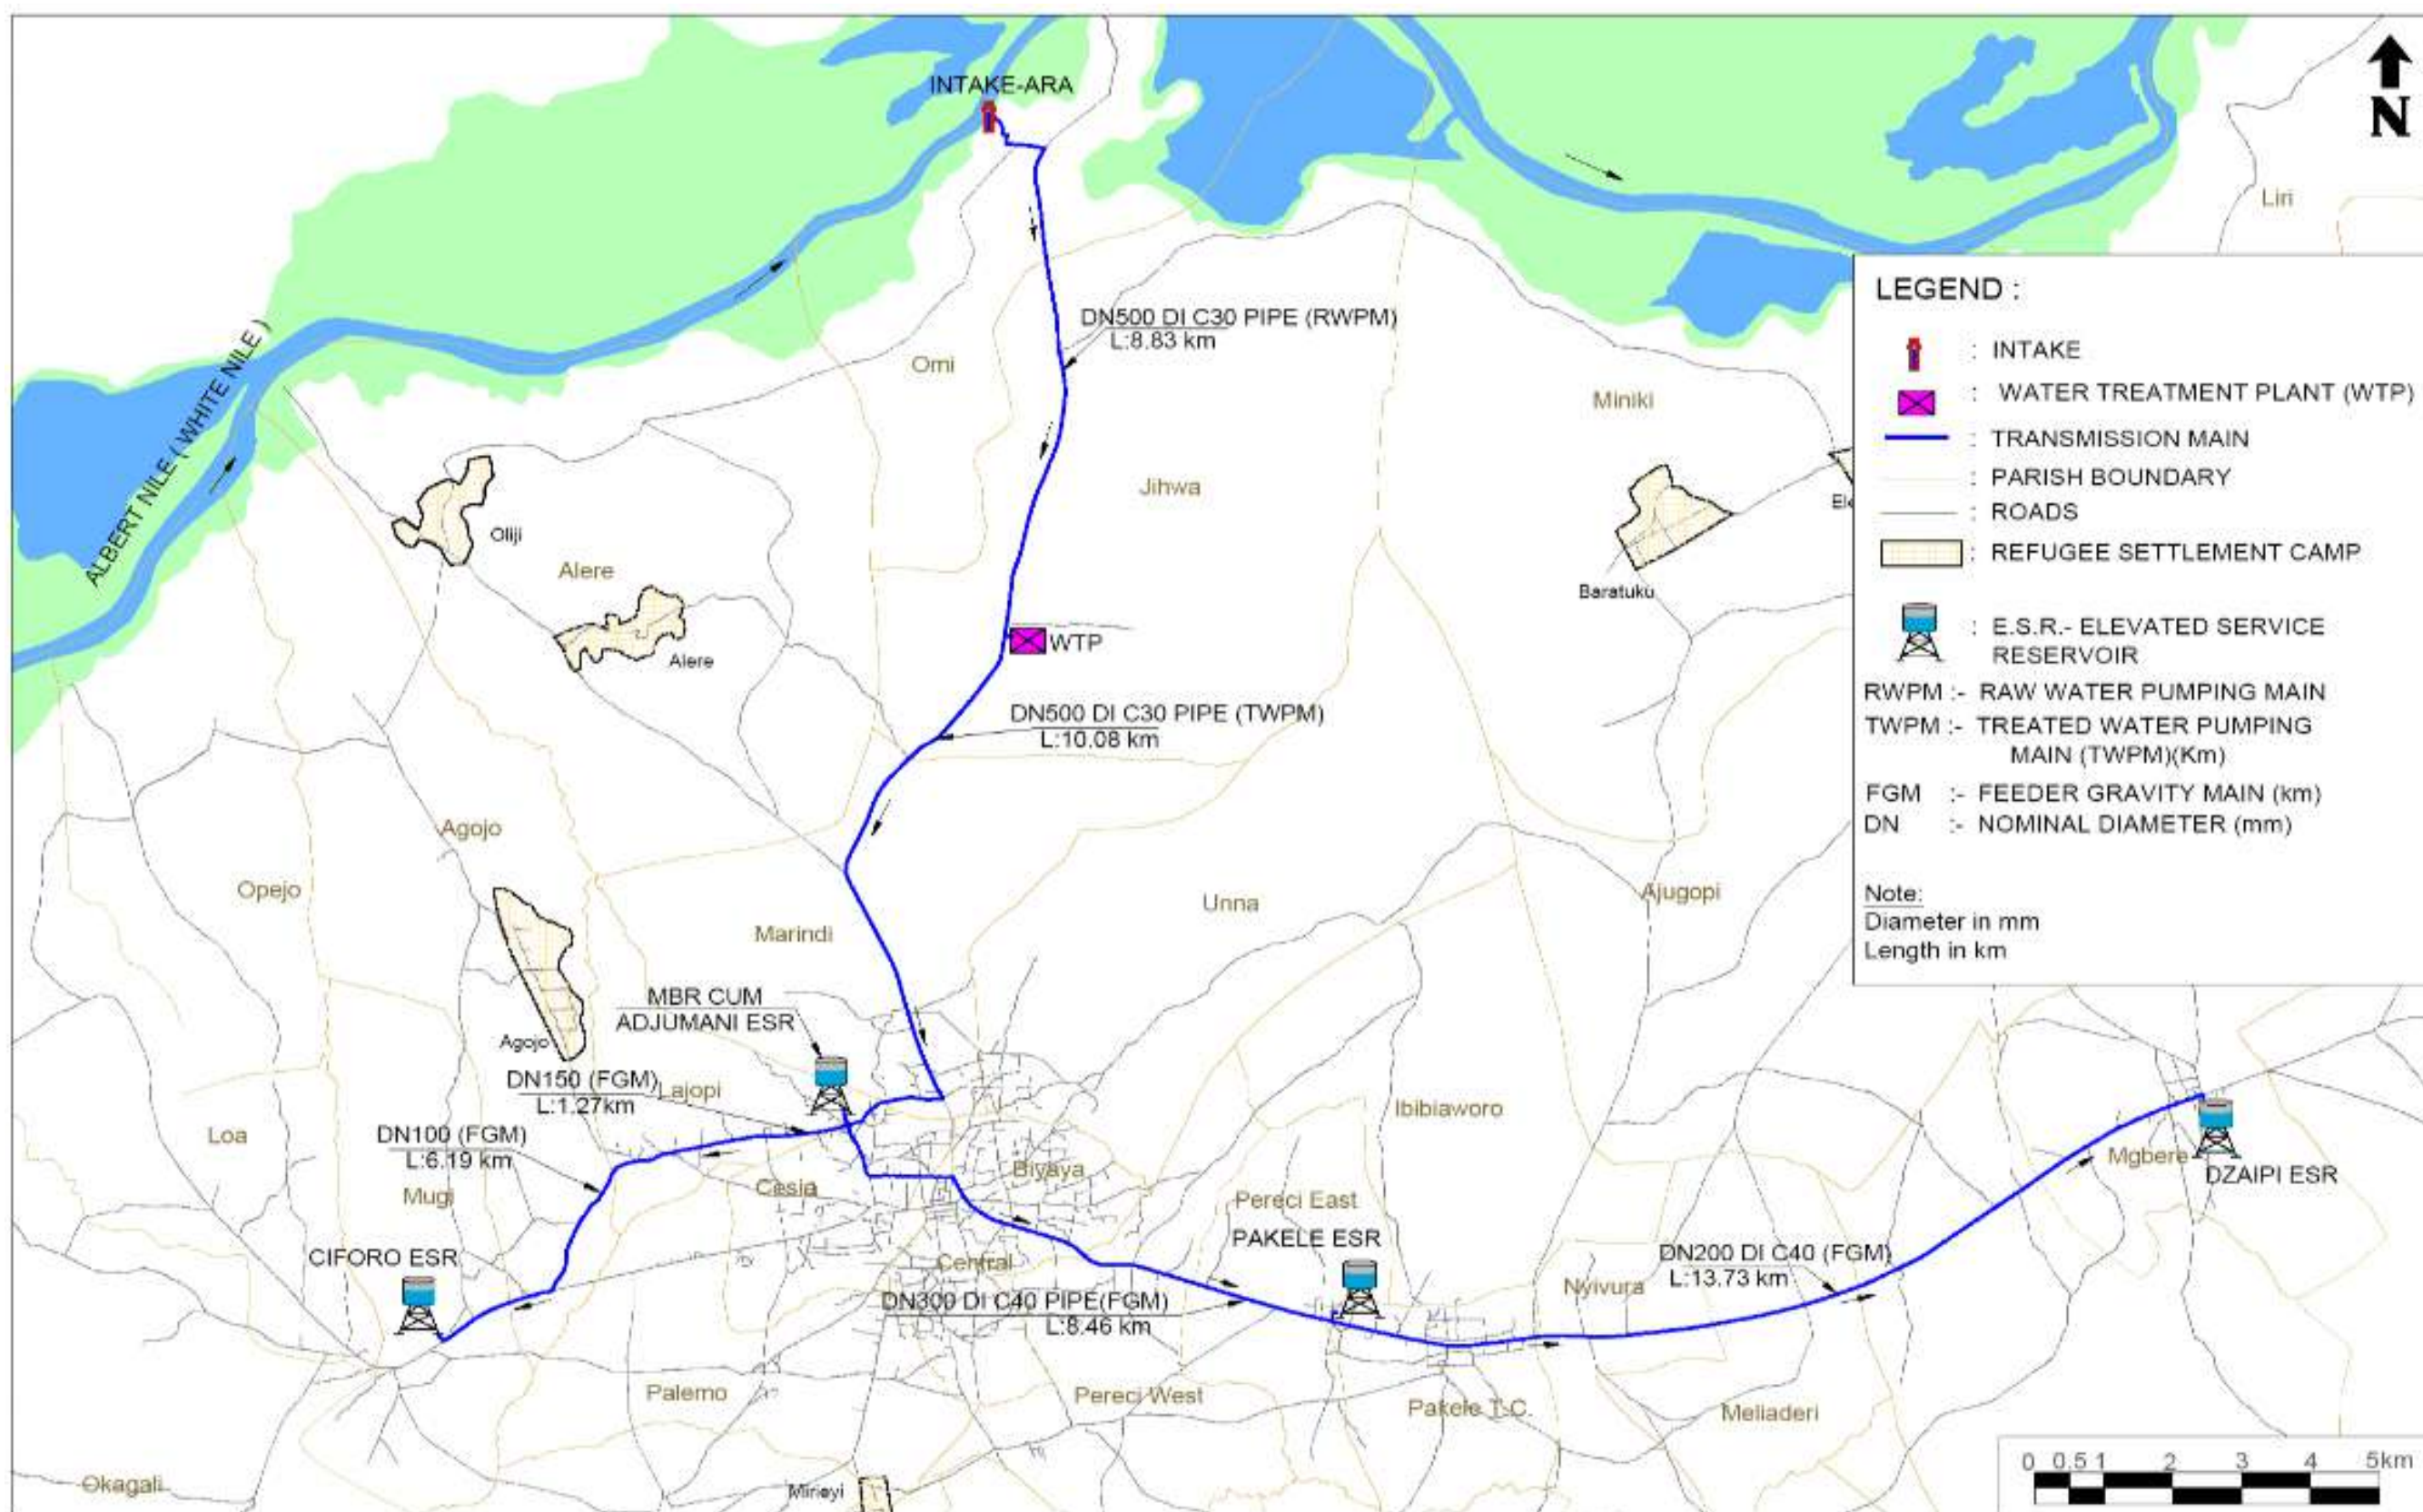 INTAKE-ARA
N
Liri
ALBERT NILE ( WHITE NILE )
DN500 DI C30 PIPE (RWPM)
L:8.83 km
Omi
Miniki
Jihwa
Oliji
Alere
Alere
Baratuku
WTP
DN500 DI C30 PIPE (TWPM)
L:10.08 km
Agojo
Opejo
Unna
Ajugopi
Marindi
MBR CUM
ADJUMANI ESR
Agojo
DN150 (FGM)
L:1.27km
Lajopi
Ibibiaworo
Loa
DN100 (FGM)
L:6.19 km
Mugi
Cesia
Biyaya
Pereci East
PAKELE ESR
Mgbere
DZAIPI ESR
CIFORO ESR
Central
DN200 DI C40 (FGM)
L:13.73 km
Nyivura
DN300 DI C40 PIPE(FGM)
L:8.46 km
Palemo
Pereci West
Pakele T.C.
Meliaderi
Okagali
Mirieyi
LEGEND :
: INTAKE
: WATER TREATMENT PLANT (WTP)
: TRANSMISSION MAIN
: PARISH BOUNDARY
: ROADS
: REFUGEE SETTLEMENT CAMP
: E.S.R.- ELEVATED SERVICE
RESERVOIR
RWPM :- RAW WATER PUMPING MAIN
TWPM :- TREATED WATER PUMPING
MAIN (TWPM)(Km)
FGM :- FEEDER GRAVITY MAIN (km)
DN :- NOMINAL DIAMETER (mm)
Note:
Diameter in mm
Length in km
0 0.5 1 2 3 4 5km